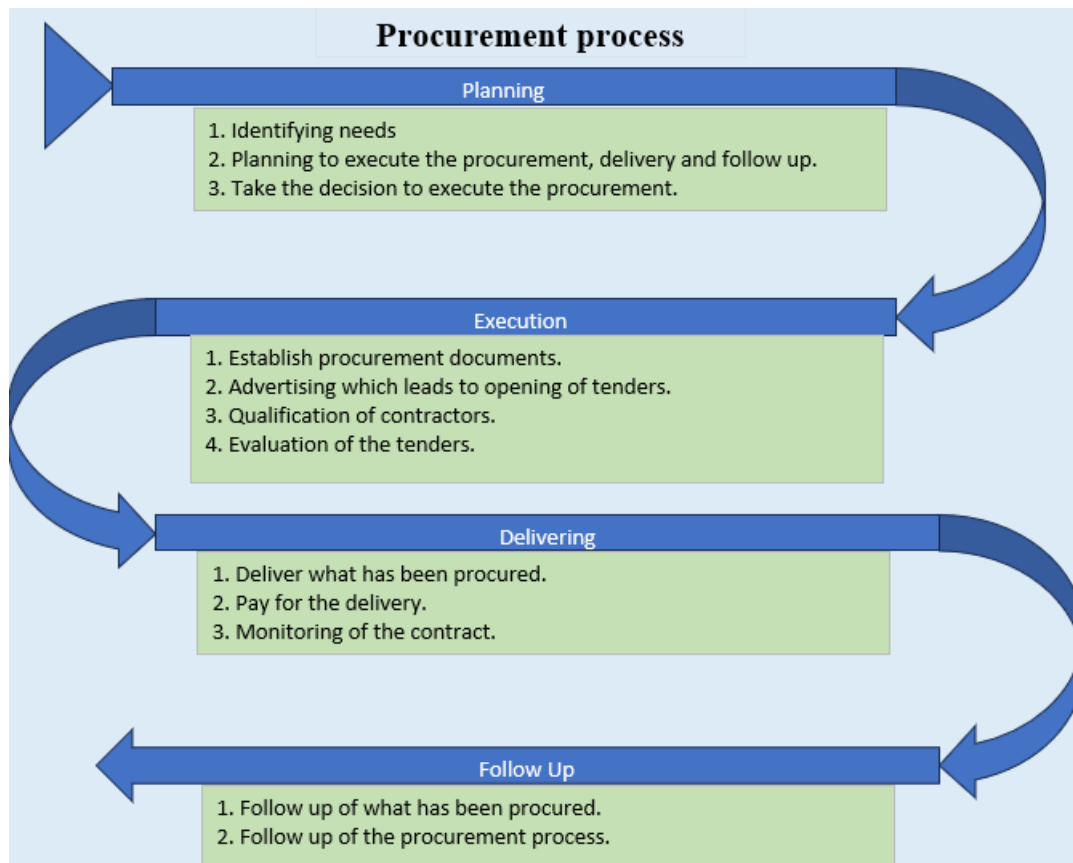 Procurement process
Planning
1. Identifying needs
2. Planning to execute the procurement, delivery and follow up.
3. Take the decision to execute the procurement.
Execution
1. Establish procurement documents.
2. Advertising which leads to opening of tenders.
3. Qualification of contractors.
4. Evaluation of the tenders.
Delivering
1. Deliver what has been procured.
2. Pay for the delivery.
3. Monitoring of the contract.
Follow Up
1. Follow up of what has been procured.
2. Follow up of the procurement process.